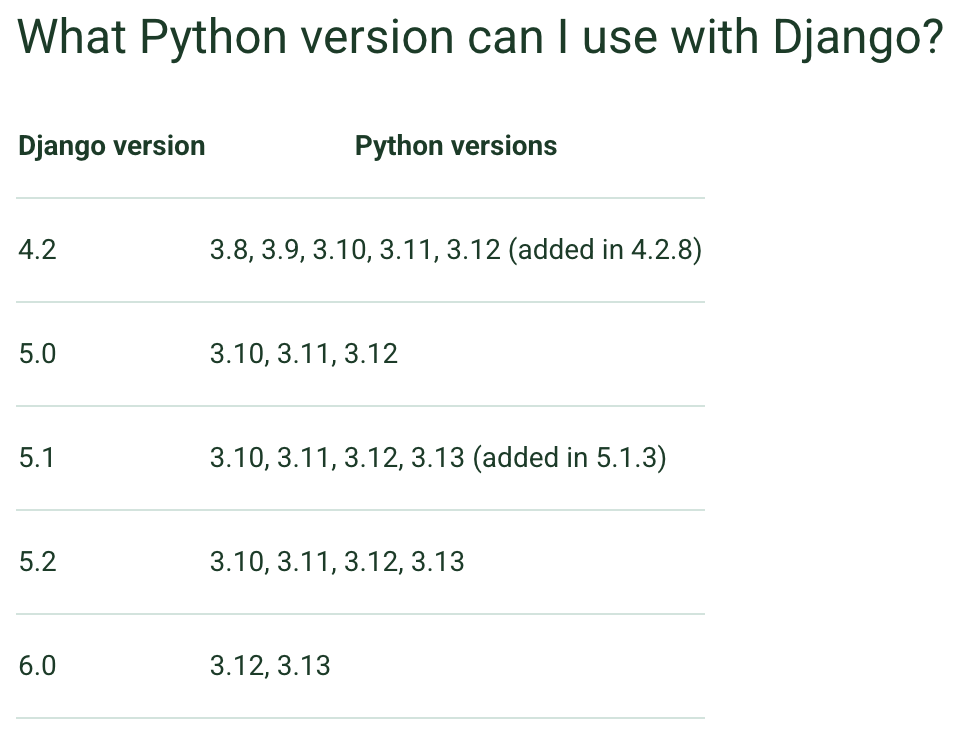 What Python version can I use with Django?
Django version Python versions
4.2 3.8, 3.9, 3.10, 3.11, 3.12 (added in 4.2.8)
5.0 3.10, 3.11, 3.12
5.1 3.10, 3.11, 3.12, 3.13 (added in 5.1.3)
5.2 3.10, 3.11, 3.12, 3.13
6.0 3.12, 3.13